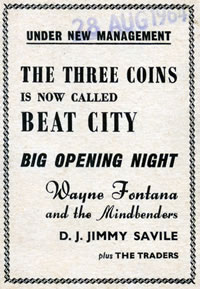 28 AUG 1964
UNDER NEW MANAGEMENT
THE THREE COINS
IS NOW CALLED
BEAT CITY
BIG OPENING NIGHT
Wayne Fontana
and the Mindbenders
D. J. JIMMY SAVILE
plus THE TRADERS